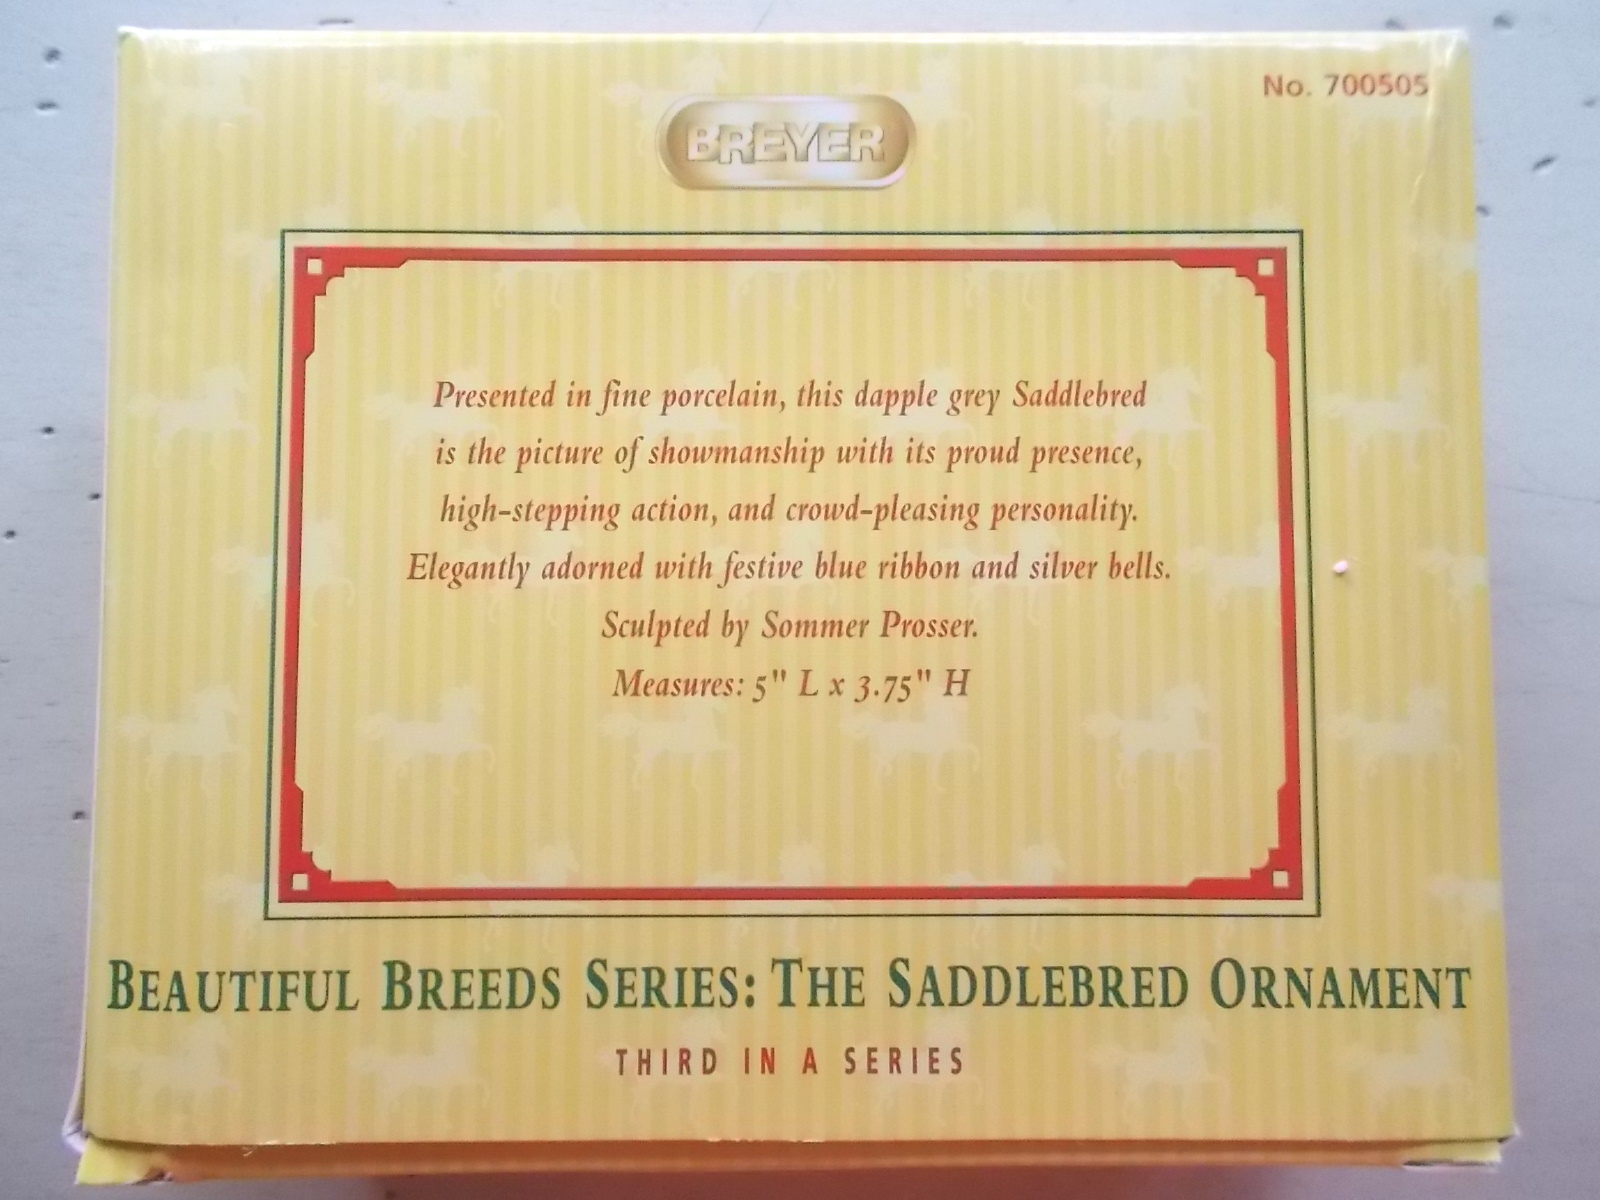 No. 700505
BREYER
Presented in fine porcelain, this dapple grey Saddlebred
is the picture of showmanship with its proud presence,
high-stepping action, and crowd-pleasing personality.
Elegantly adorned with festive blue ribbon and silver bells.
Sculpted by Sommer Prosser.
Measures: 5" L x 3.75" H
BEAUTIFUL BREEDS SERIES: THE SADDLEBRED ORNAMENT
THIRD IN A SERIES